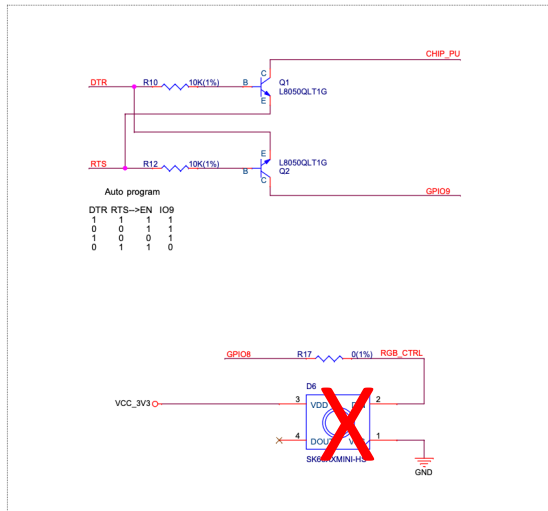 CHIP_PU
C
DTR R10 10K(1%) B Q1
L8050QLT1G
E
E L8050QLT1G
RTS R12 10K(1%) B Q2
C
GPIO9
Auto program
DTR RTS-->EN IO9
1 1 1 1
0 0 1 1
1 0 0 1
0 1 1 0
GPIO8 R17 0(1%) RGB_CTRL
D6
VCC_3V3 3 VDD 2
4 1
GND